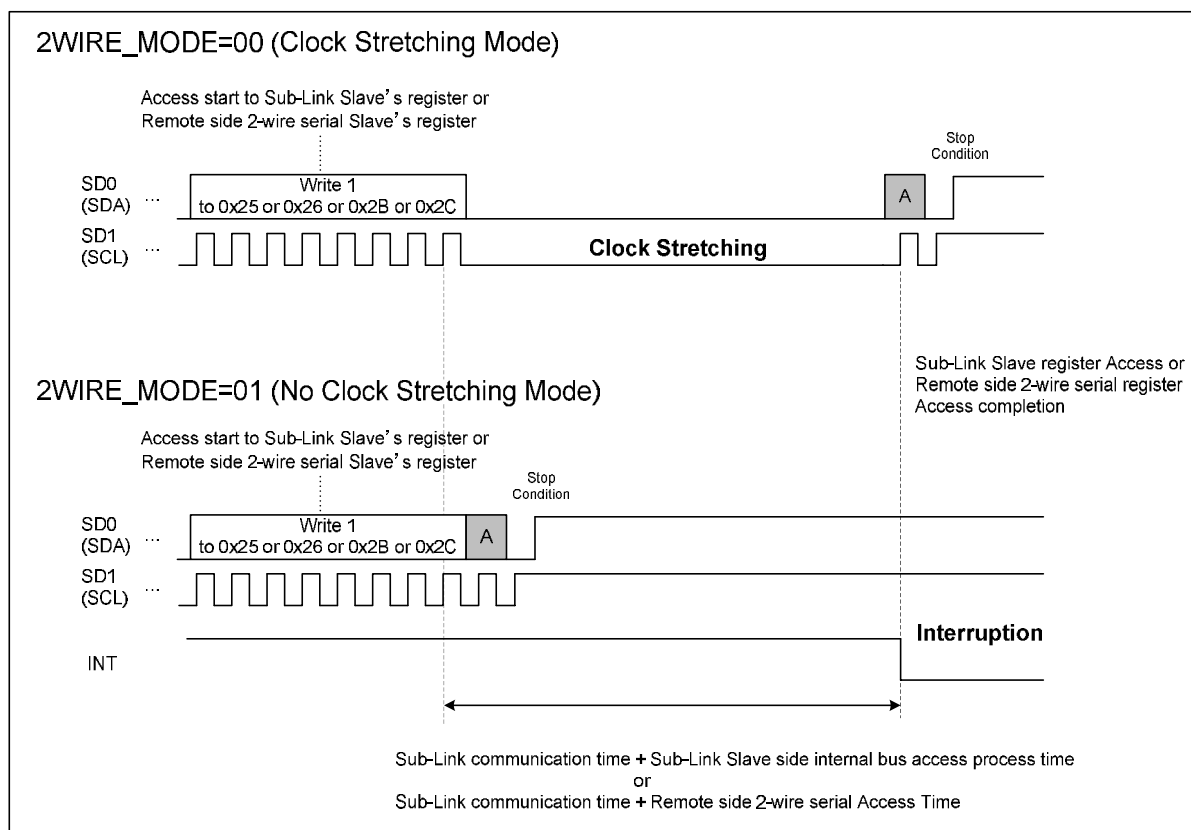 2WIRE_MODE=00 (Clock Stretching Mode)
Access start to Sub-Link Slave’s register or
Remote side 2-wire serial Slave’s register
Stop
Condition
SD0
(SDA) ...
Write 1
to 0x25 or 0x26 or 0x2B or 0x2C
A
SD1
(SCL) ...
Clock Stretching
Sub-Link Slave register Access or
Remote side 2-wire serial register
Access completion
2WIRE_MODE=01 (No Clock Stretching Mode)
Access start to Sub-Link Slave’s register or
Remote side 2-wire serial Slave’s register
Stop
Condition
SD0
(SDA) ...
Write 1
to 0x25 or 0x26 or 0x2B or 0x2C
A
SD1
(SCL) ...
Interruption
INT
Sub-Link communication time + Sub-Link Slave side internal bus access process time
or
Sub-Link communication time + Remote side 2-wire serial Access Time